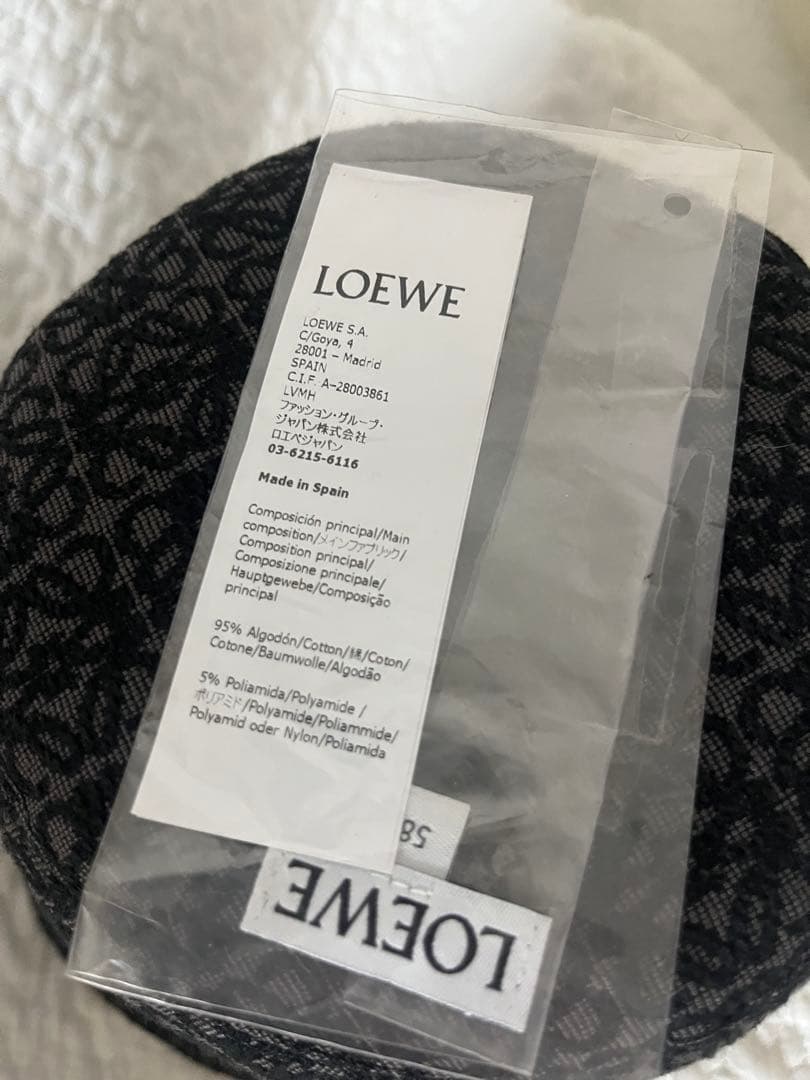 LOEWE
LOEWE S.A.
C/Goya, 4
28001 – Madrid
SPAIN
C.I.F. A-28003861
LVMH
ファッション・グループ・
ジャパン株式会社
ロエベジャパン
03-6215-6116
Made in Spain
Composición principal/Main
composition/メインファブリック/
Composition principal/
Composizione principale/
Hauptgewebe/Composição
principal
95% Algodón/Cotton/綿/Coton/
Cotone/Baumwolle/Algodão
5% Poliamida/Polyamide /
ポリアミド/Polyamide/Poliammide/
Polyamid oder Nylon/Poliamida
58
LOEWE